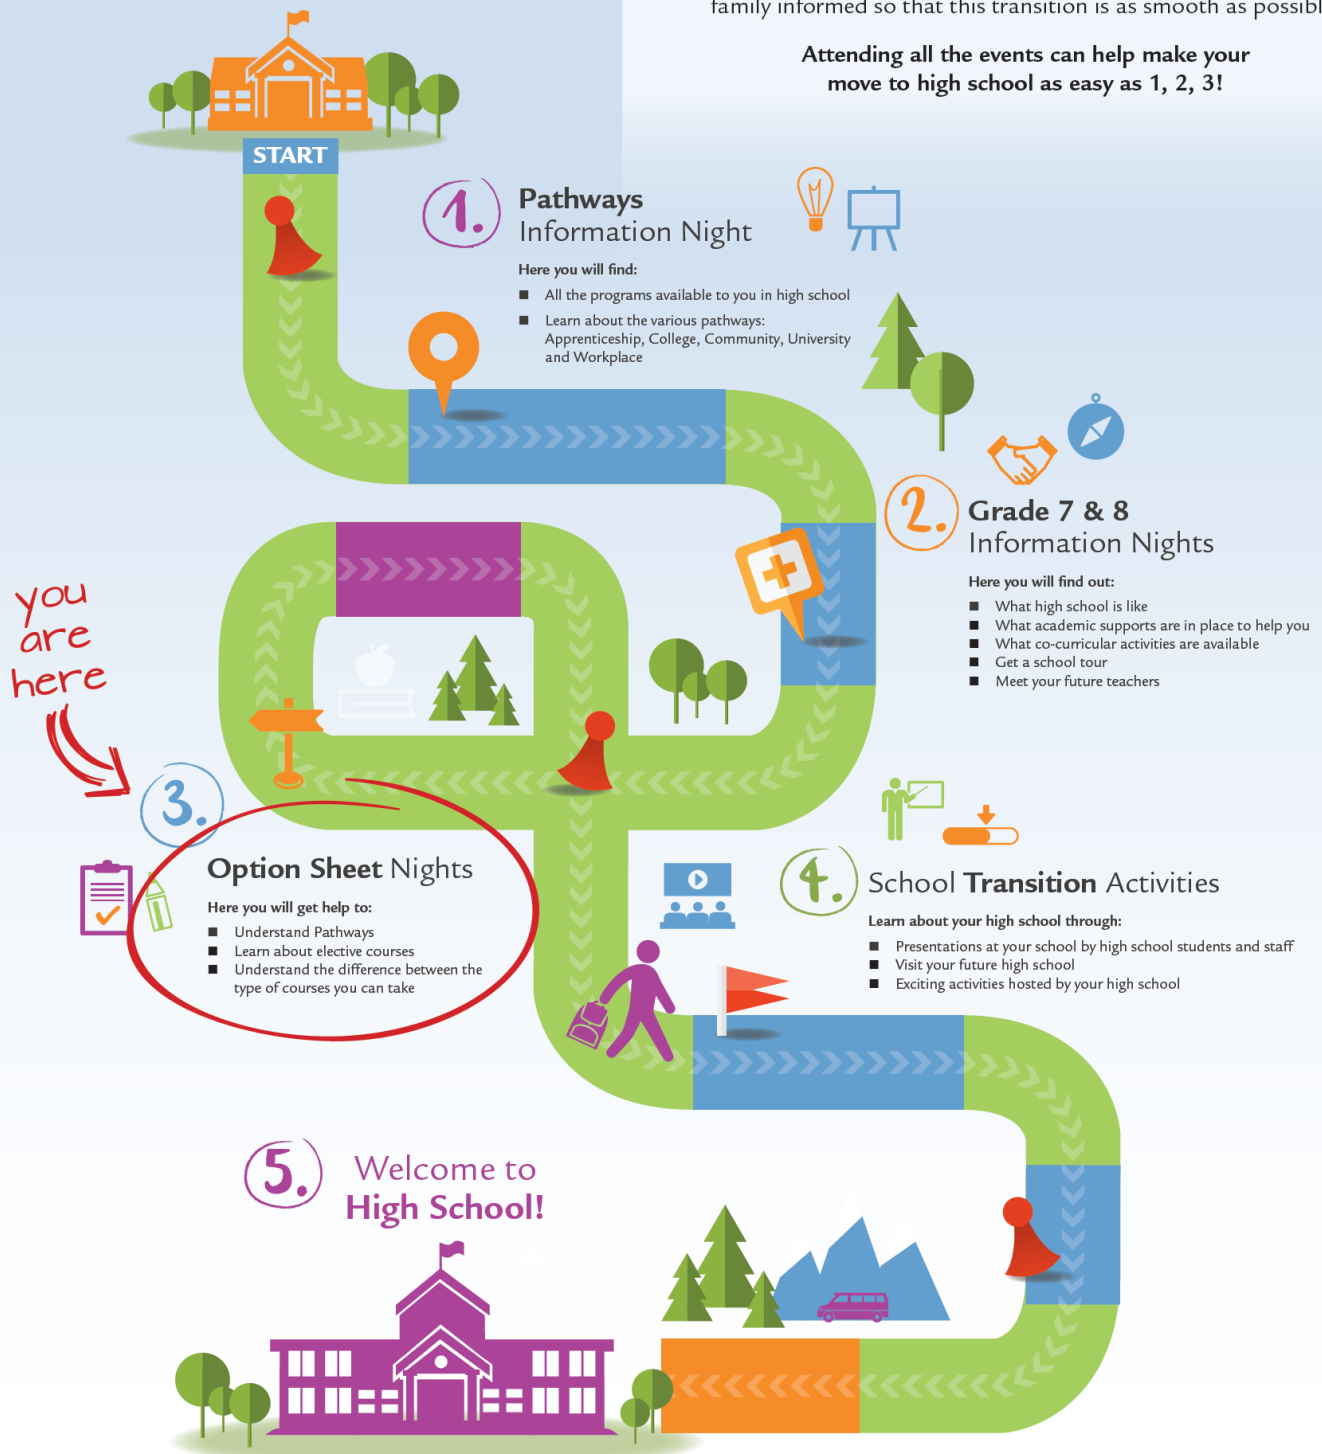 family informed so that this transition is as smooth as
Attending all the events can help make your
move to high school as easy as 1, 2, 3!
START
1.
Pathways
Information Night
Here you will find:
■ All the programs available to you in high school
■ Learn about the various pathways:
Apprenticeship, College, Community, University
and Workplace
2.
Grade 7 & 8
Information Nights
Here you will find out:
■ What high school is like
■ What academic supports are in place to help you
■ What co-curricular activities are available
■ Get a school tour
■ Meet your future teachers
you
are
here
3.
Option Sheet Nights
Here you will get help to:
■ Understand Pathways
■ Learn about elective courses
■ Understand the difference between the
type of courses you can take
4.
School Transition Activities
Learn about your high school through:
■ Presentations at your school by high school students and staff
■ Visit your future high school
■ Exciting activities hosted by your high school
5.
Welcome to
High School!